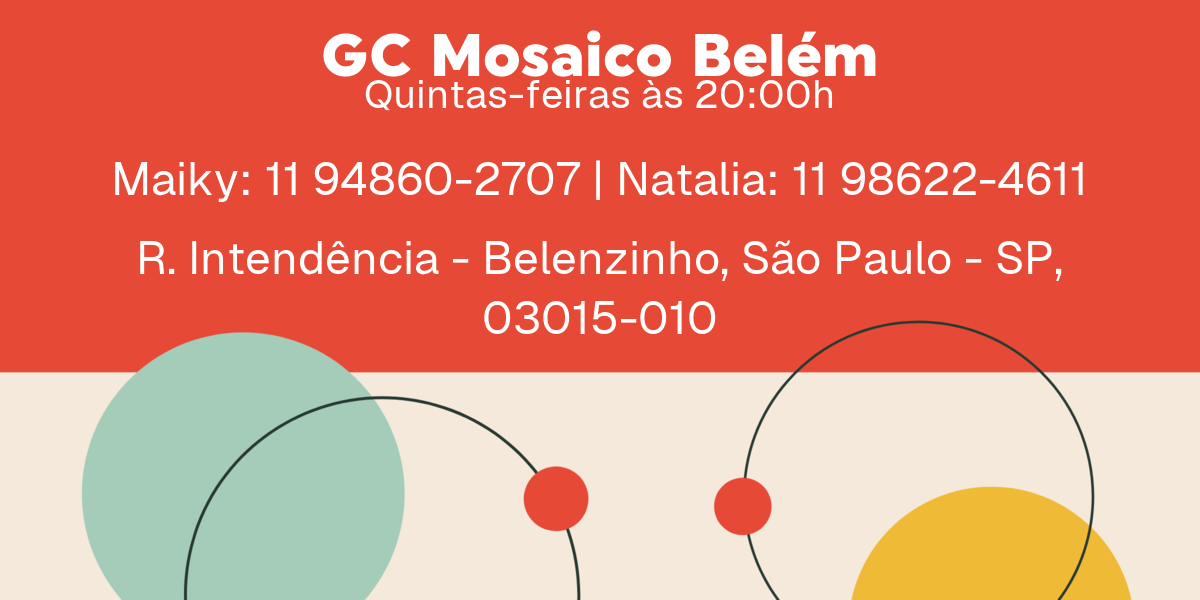 GC Mosaico Belém
Quintas-feiras às 20:00h
Maiky: 11 94860-2707 | Natalia: 11 98622-4611
R. Intendência - Belenzinho, São Paulo - SP,
03015-010